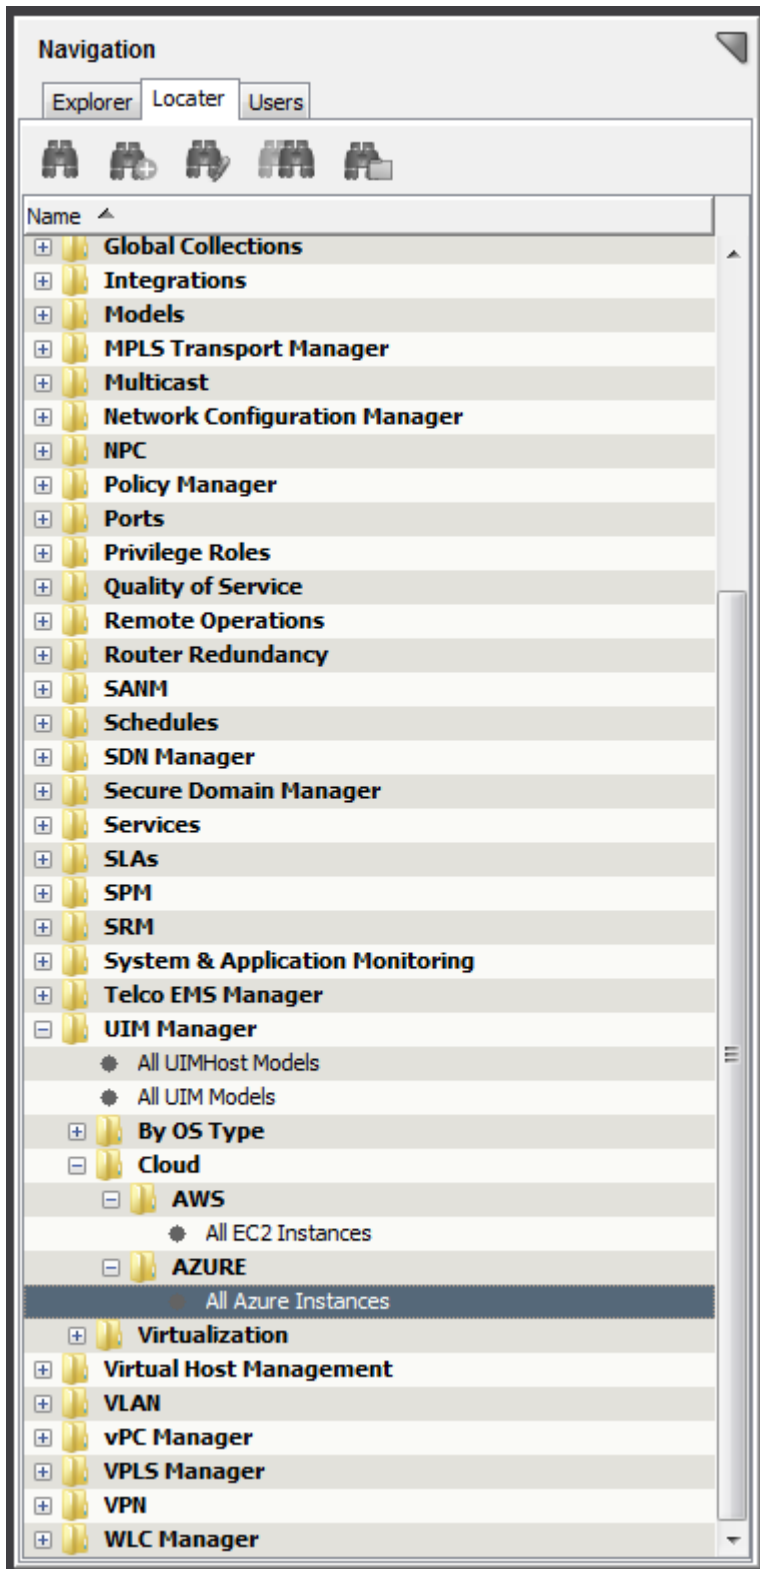 Navigation
Explorer Locater Users
Name
Global Collections
Integrations
Models
MPLS Transport Manager
Multicast
Network Configuration Manager
NPC
Policy Manager
Ports
Privilege Roles
Quality of Service
Remote Operations
Router Redundancy
SANM
Schedules
SDN Manager
Secure Domain Manager
Services
SLAs
SPM
SRM
System & Application Monitoring
Telco EMS Manager
UIM Manager
All UIMHost Models
All UIM Models
By OS Type
Cloud
AWS
All EC2 Instances
AZURE
All Azure Instances
Virtualization
Virtual Host Management
VLAN
vPC Manager
VPLS Manager
VPN
WLC Manager